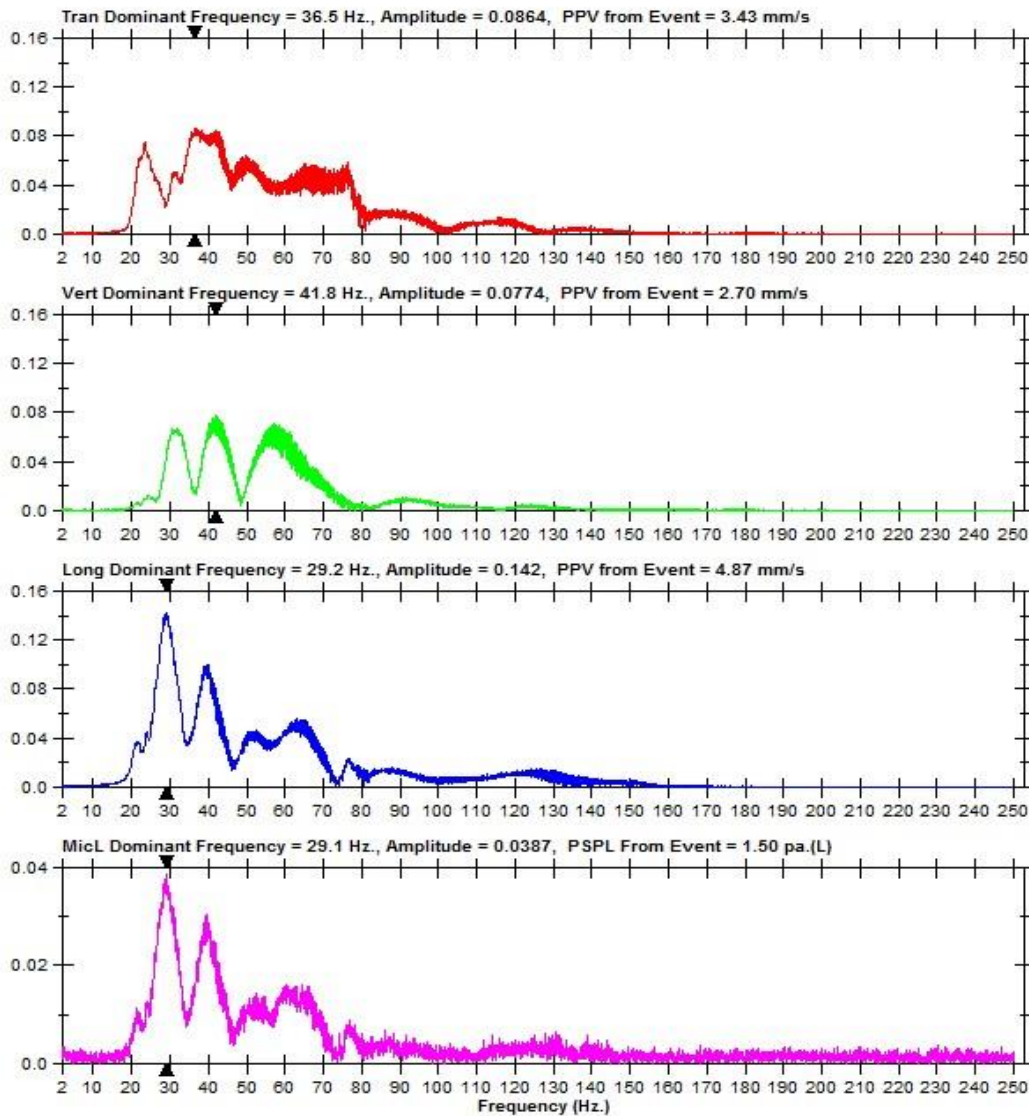 Tran Dominant Frequency = 36.5 Hz., Amplitude = 0.0864, PPV from Event = 3.43 mm/s
0.16
0.12
0.08
0.04
0.0
2 10 20 30 40 50 60 70 80 90 100 110 120 130 140 150 160 170 180 190 200 210 220 230 240 250
Vert Dominant Frequency = 41.8 Hz., Amplitude = 0.0774, PPV from Event = 2.70 mm/s
0.16
0.12
0.08
0.04
0.0
2 10 20 30 40 50 60 70 80 90 100 110 120 130 140 150 160 170 180 190 200 210 220 230 240 250
Long Dominant Frequency = 29.2 Hz., Amplitude = 0.142, PPV from Event = 4.87 mm/s
0.16
0.12
0.08
0.04
0.0
2 10 20 30 40 50 60 70 80 90 100 110 120 130 140 150 160 170 180 190 200 210 220 230 240 250
MicL Dominant Frequency = 29.1 Hz., Amplitude = 0.0387, PSPL From Event = 1.50 pa.(L)
0.04
0.02
0.0
2 10 20 30 40 50 60 70 80 90 100 110 120 130 140 150 160 170 180 190 200 210 220 230 240 250
Frequency (Hz.)